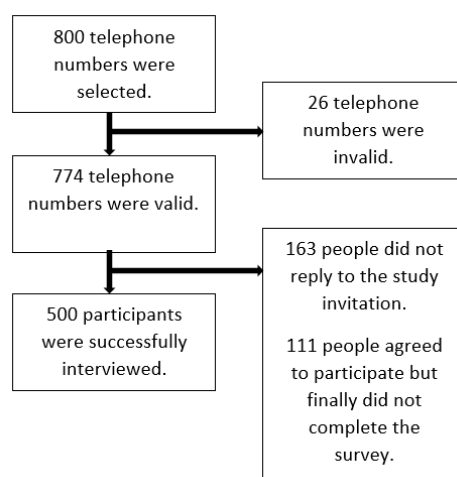 800 telephone
numbers were
selected.
26 telephone
numbers were
invalid.
774 telephone
numbers were valid.
163 people did not
reply to the study
invitation.
111 people agreed
to participate but
finally did not
complete the
survey.
500 participants
were successfully
interviewed.